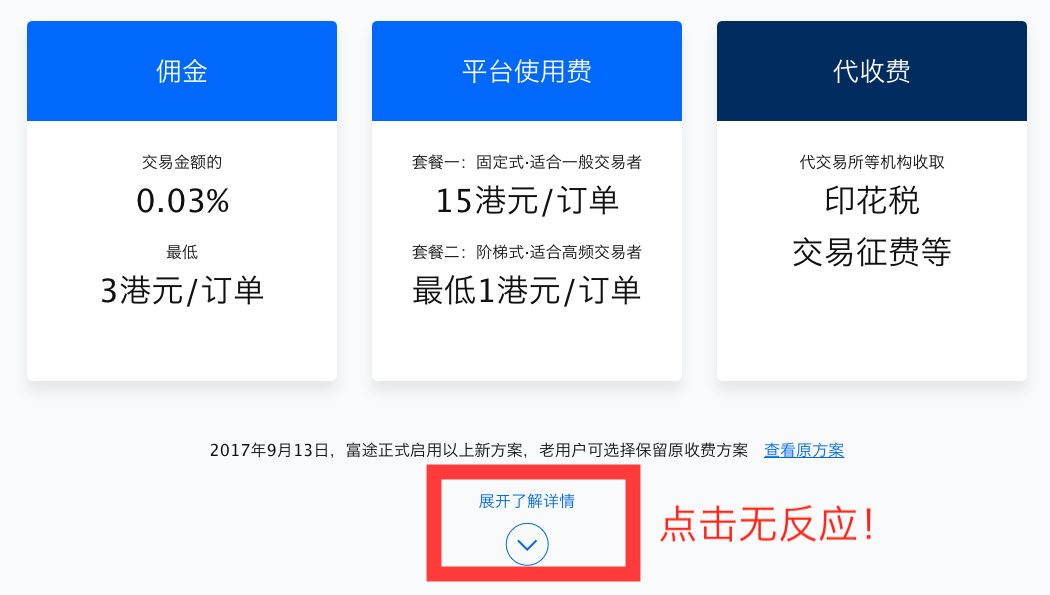 佣金
交易金额的
0.03%
最低
3港元/订单
平台使用费
套餐一：固定式·适合一般交易者
15港元/订单
套餐二：阶梯式·适合高频交易者
最低1港元/订单
代收费
代交易所等机构收取
印花税
交易征费等
2017年9月13日，富途正式启用以上新方案，老用户可选择保留原收费方案 查看原方案
展开了解详情
点击无反应！